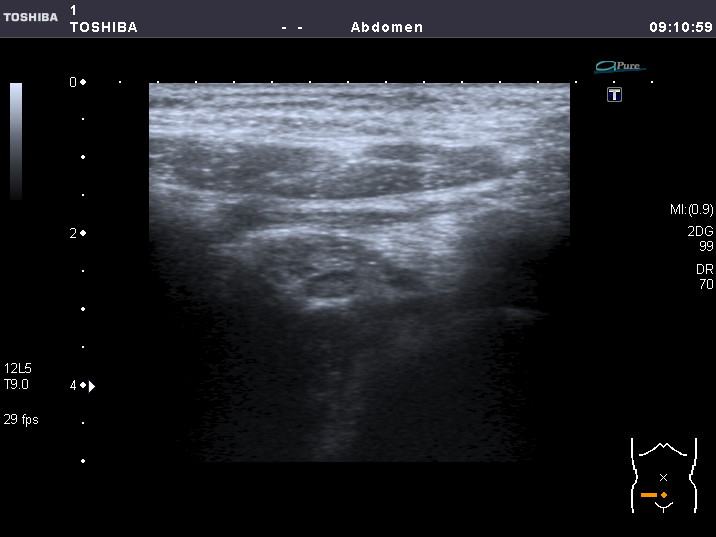 TOSHIBA
1
TOSHIBA - - Abdomen 09:10:59
aPure
T
0
2
4
MI:(0.9)
2DG
99
DR
70
12L5
T9.0
29 fps